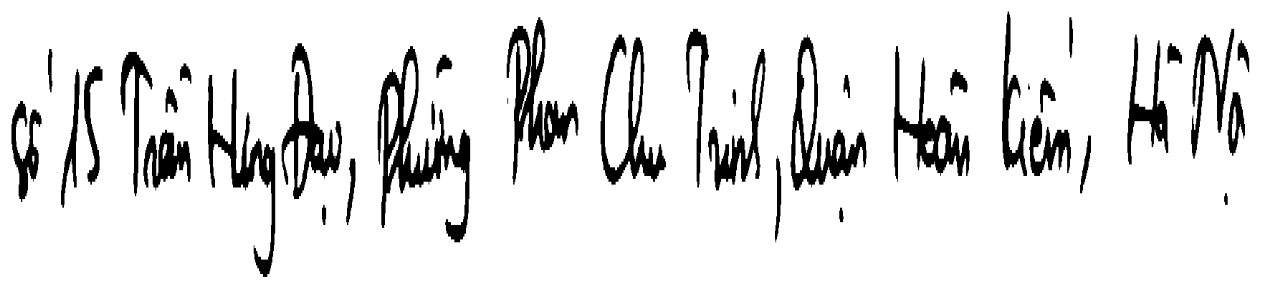 Số 15 Trần Hưng Đạo, Phường Phan Chu Trinh, Quận Hoàn Kiếm, Hà Nội